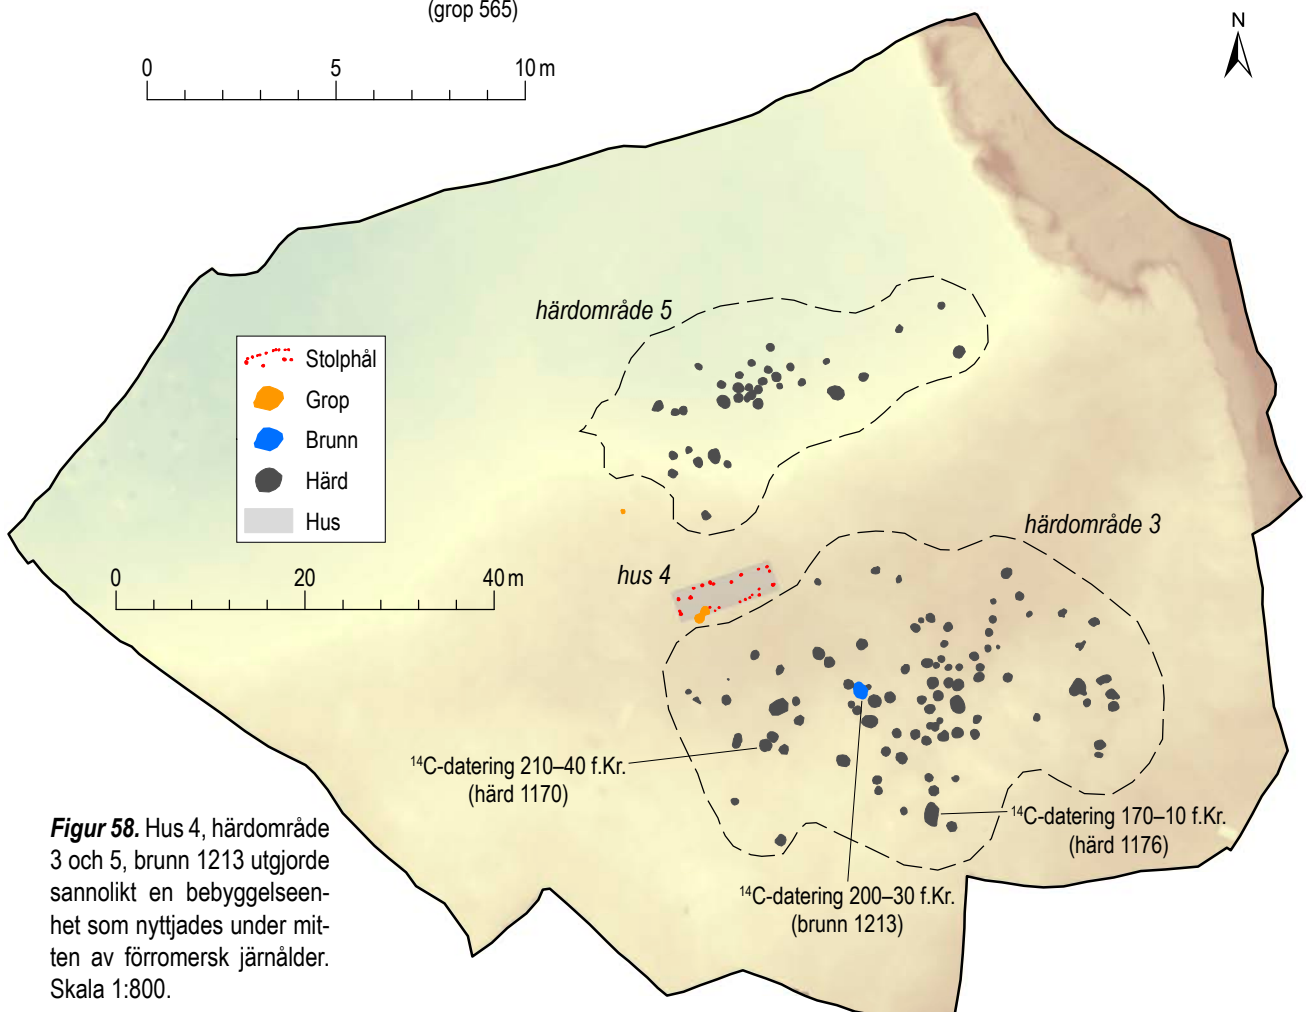 (grop 565)
N
0 5 10 m
härdområde 5
Stolphål
Grop
Brunn
Härd
Hus
härdområde 3
0 20 40 m
hus 4
¹⁴C-datering 210–40 f.Kr.
(härd 1170)
¹⁴C-datering 170–10 f.Kr.
(härd 1176)
¹⁴C-datering 200–30 f.Kr.
(brunn 1213)
Figur 58. Hus 4, härdområde
3 och 5, brunn 1213 utgjorde
sannolikt en bebyggelseen-
het som nyttjades under mit-
ten av förromersk järnålder.
Skala 1:800.